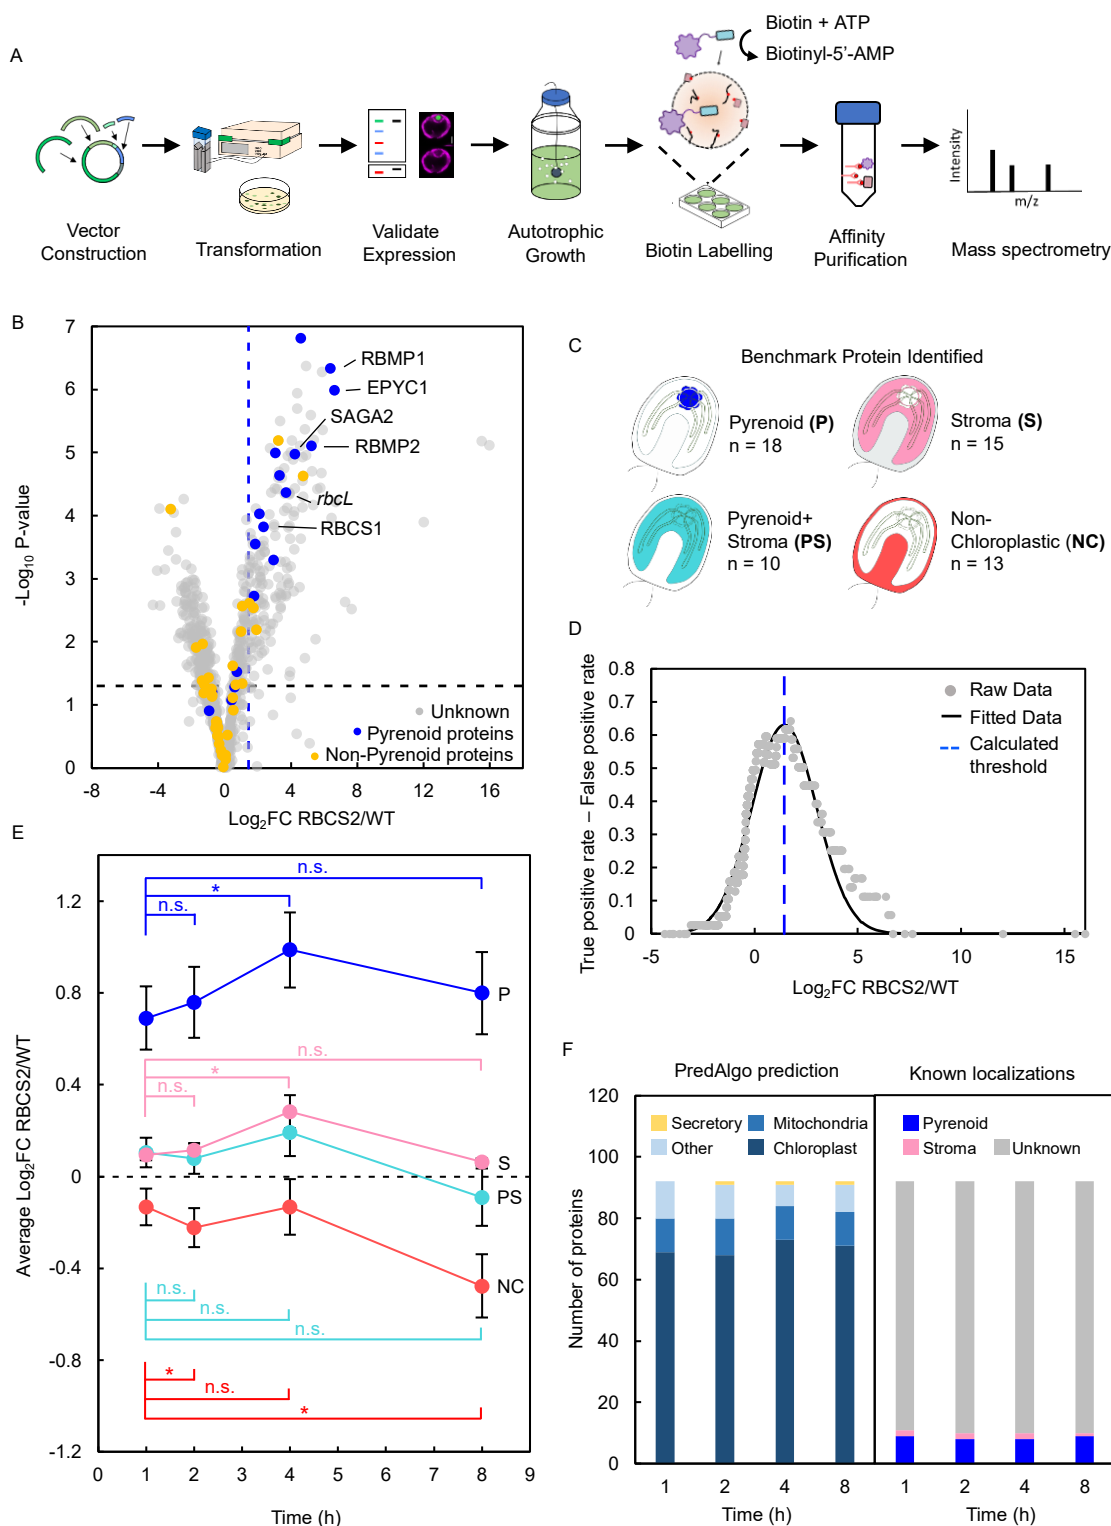 A
Biotin + ATP
Biotinyl-5'-AMP
Intensity
m/z
Vector
Construction
Transformation
Validate
Expression
Autotrophic
Growth
Biotin Labelling
Affinity
Purification
Mass spectrometry
B
7
6
5
4
3
2
1
0
-8
-4
0
4
8
12
16
-Log10 P-value
Log2FC RBCS2/WT
RBMP1
EPYC1
SAGA2
RBMP2
rbcL
RBCS1
Unknown
Pyrenoid proteins
Non-Pyrenoid proteins
C
Benchmark Protein Identified
Pyrenoid (P)
n = 18
Stroma (S)
n = 15
Pyrenoid+
Stroma (PS)
n = 10
Non-
Chloroplastic (NC)
n = 13
D
0.8
0.7
0.6
0.5
0.4
0.3
0.2
0.1
0
-5
0
5
10
15
True positive rate – False positive rate
Log2FC RBCS2/WT
Raw Data
Fitted Data
Calculated
threshold
E
1.2
0.8
0.4
0
-0.4
-0.8
-1.2
0 1 2 3 4 5 6 7 8 9
Average Log2FC RBCS2/WT
Time (h)
n.s.
*
n.s.
P
n.s.
*
n.s.
S
PS
NC
n.s.
n.s.
n.s.
*
n.s.
*
F
PredAlgo prediction
Known localizations
Secretory
Mitochondria
Other
Chloroplast
Pyrenoid
Stroma
Unknown
120
100
80
60
40
20
0
Number of proteins
1 2 4 8
1 2 4 8
Time (h)
Time (h)